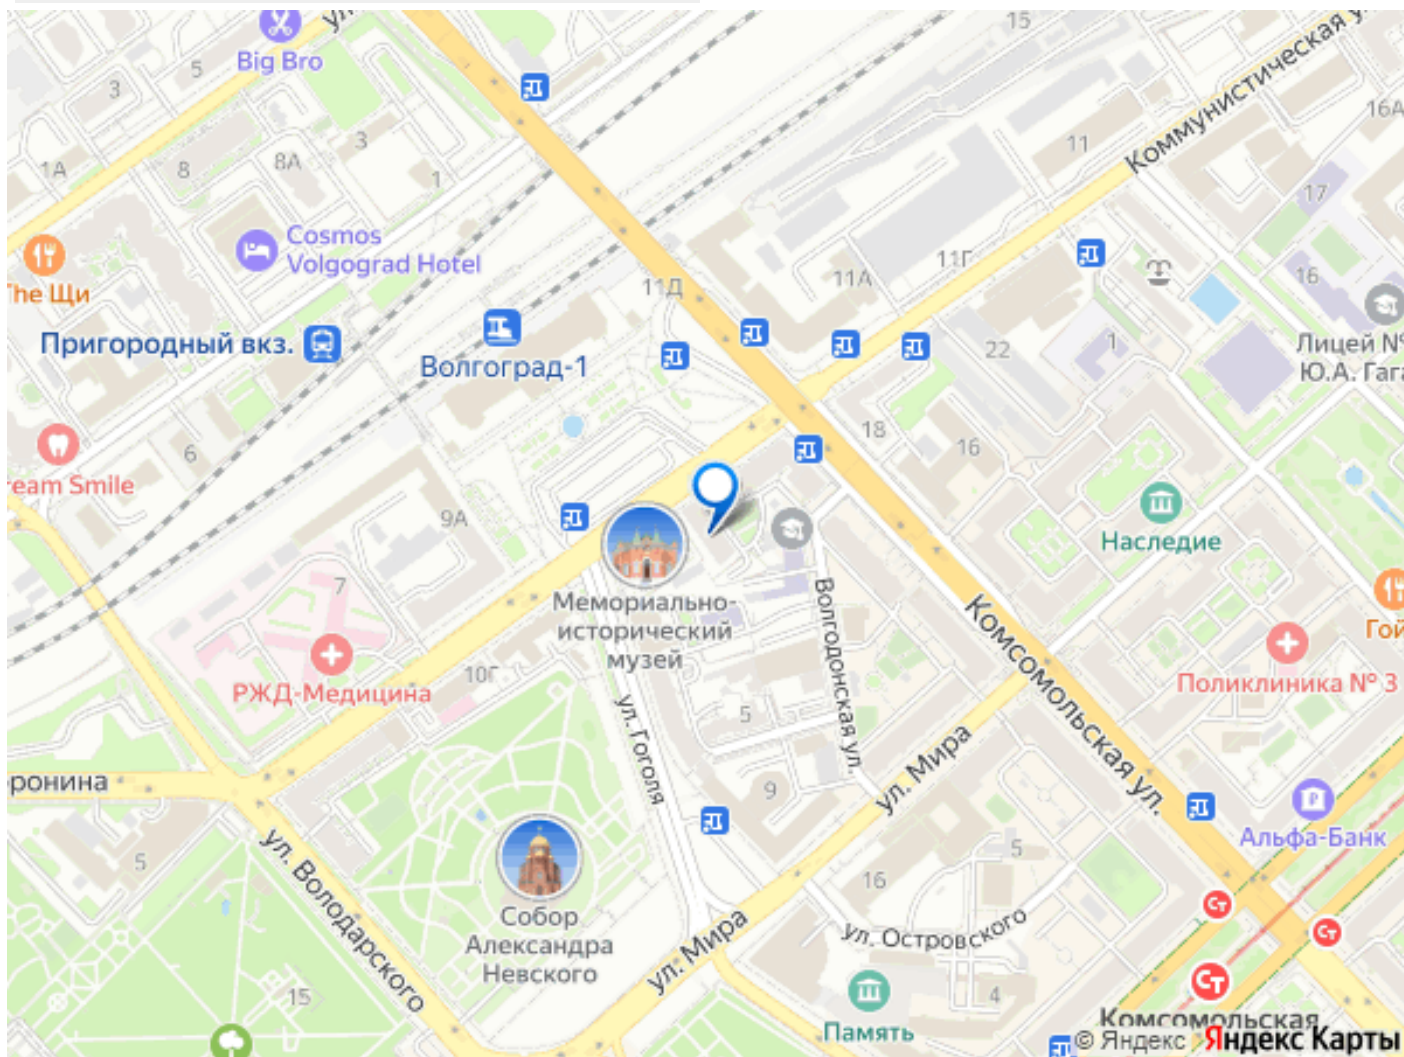 15
ул.
Big Bro
5
3
Коммунистическая у
16А
3
11
1А
8
8А
1
17
Cosmos
Volgograd Hotel
11Д
11А
11Г
16
The Щи
Пригородный вкз.
Волгоград-1
22
1
Лицей №
Ю.А. Гага
18
16
6
eam Smile
9А
Наследие
7
Мемориально-
исторический
музей
Волгодонская ул.
Комсомольская ул.
Гой
РЖД-Медицина
10Г
Поликлиника № 3
ул. Гоголя
5
ул. Мира
ронина
9
Альфа-Банк
5
ул. Володарского
5
16
Собор
Александра
Невского
ул. Мира
ул. Островского
15
4
Память
Комсомольская
© Яндекс Яндекс Карты